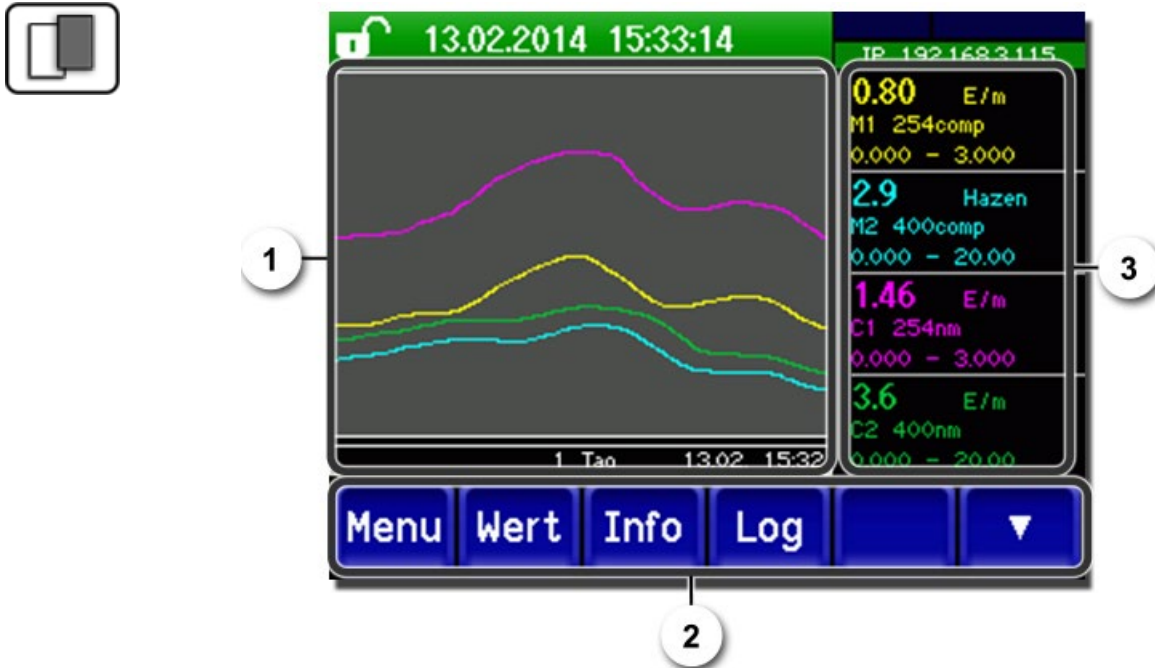 13.02.2014 15:33:14
IP 192.168.3.115
0.80 E/m
M1 254comp
0.000 - 3.000
2.9 Hazen
M2 400comp
0.000 - 20.00
1.46 E/m
C1 254nm
0.000 - 3.000
3.6 E/m
C2 400nm
0.000 - 20.00
1 Tag 13.02. 15:32
Menu Wert Info Log ▼
1
2
3